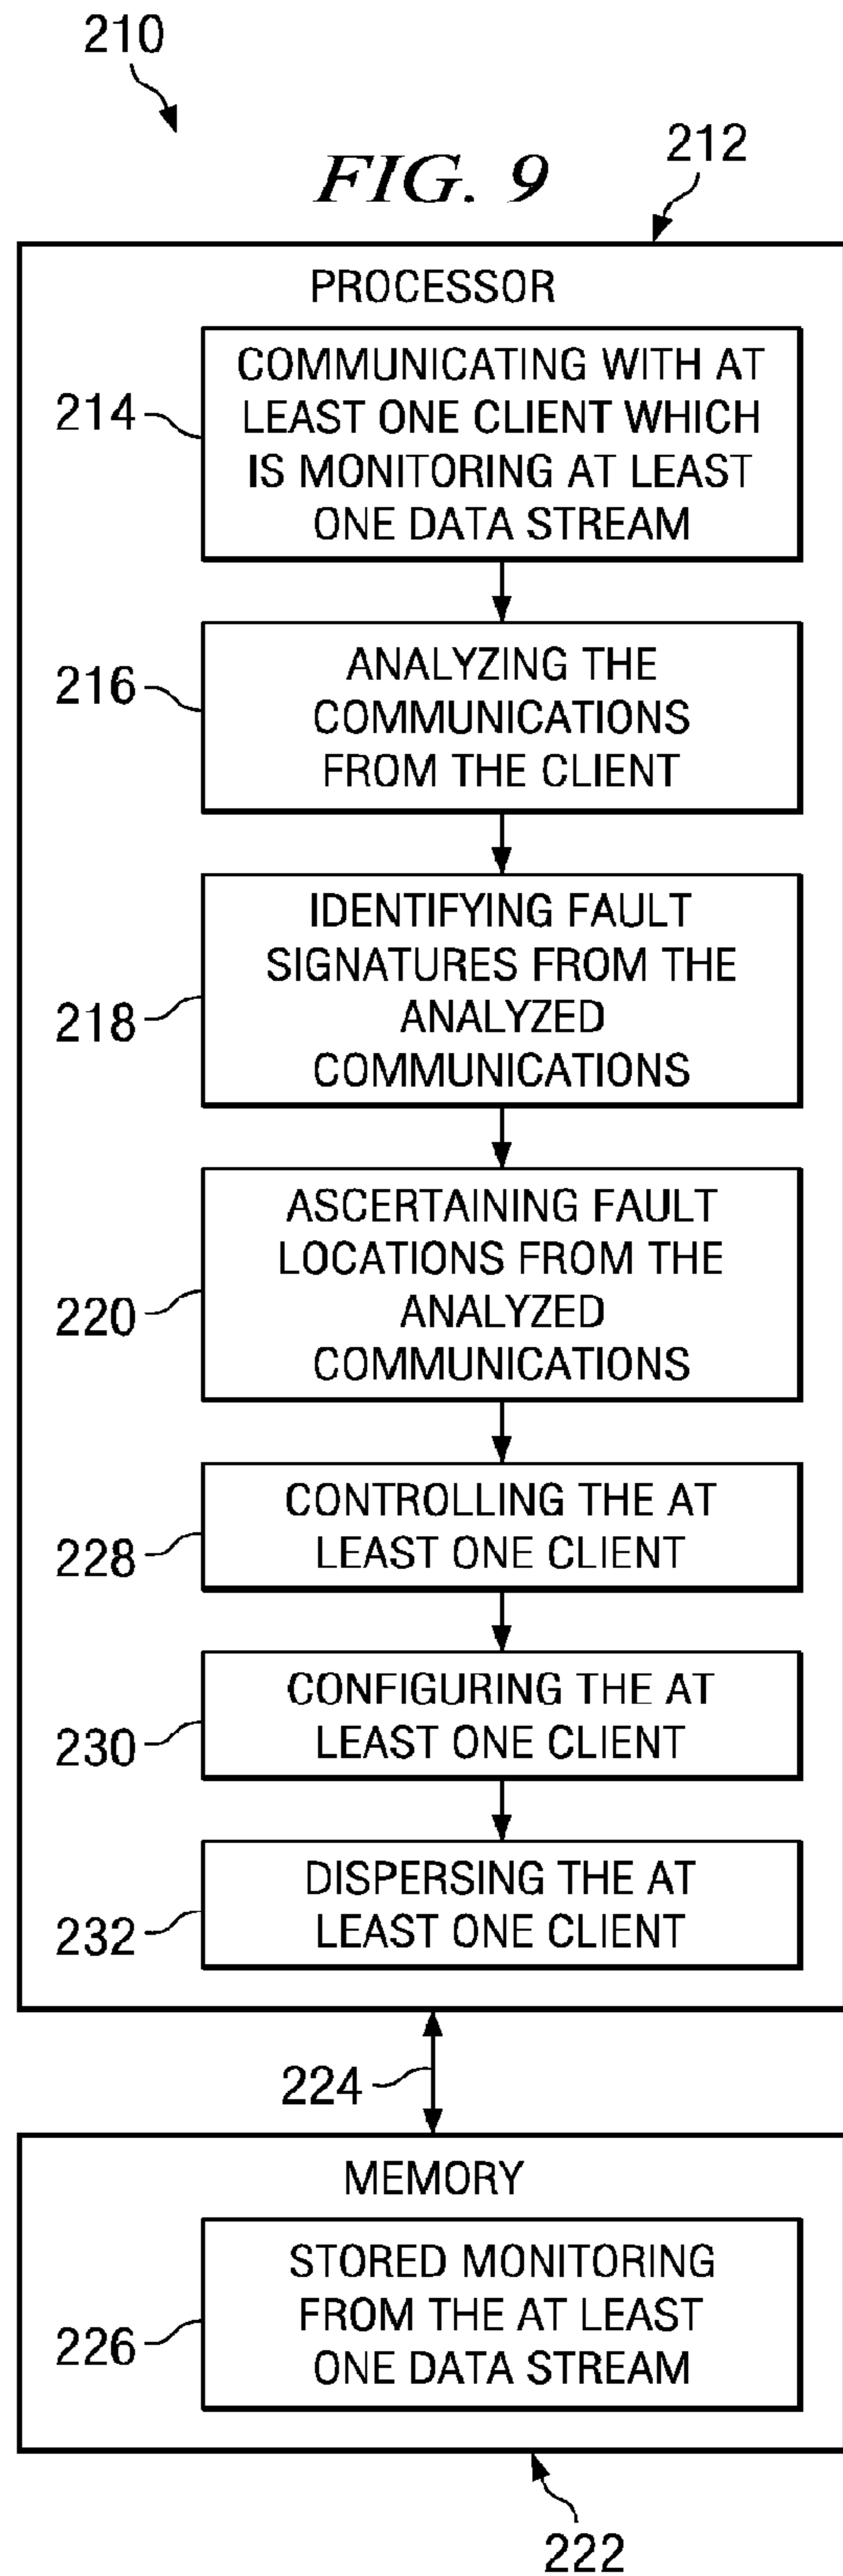 210
FIG. 9
212
PROCESSOR
214
COMMUNICATING WITH AT
LEAST ONE CLIENT WHICH
IS MONITORING AT LEAST
ONE DATA STREAM
216
ANALYZING THE
COMMUNICATIONS
FROM THE CLIENT
218
IDENTIFYING FAULT
SIGNATURES FROM THE
ANALYZED
COMMUNICATIONS
220
ASCERTAINING FAULT
LOCATIONS FROM THE
ANALYZED
COMMUNICATIONS
228
CONTROLLING THE AT
LEAST ONE CLIENT
230
CONFIGURING THE AT
LEAST ONE CLIENT
232
DISPERSING THE AT
LEAST ONE CLIENT
224
MEMORY
226
STORED MONITORING
FROM THE AT LEAST
ONE DATA STREAM
222